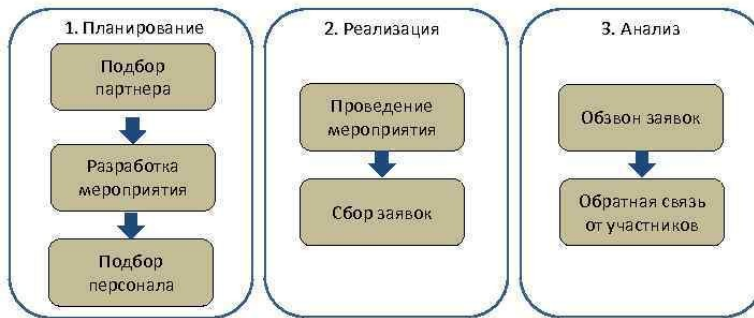 1. Планирование
Подбор
партнера
Разработка
мероприятия
Подбор
персонала
2. Реализация
Проведение
мероприятия
Сбор заявок
3. Анализ
Обзвон заявок
Обратная связь
от участников